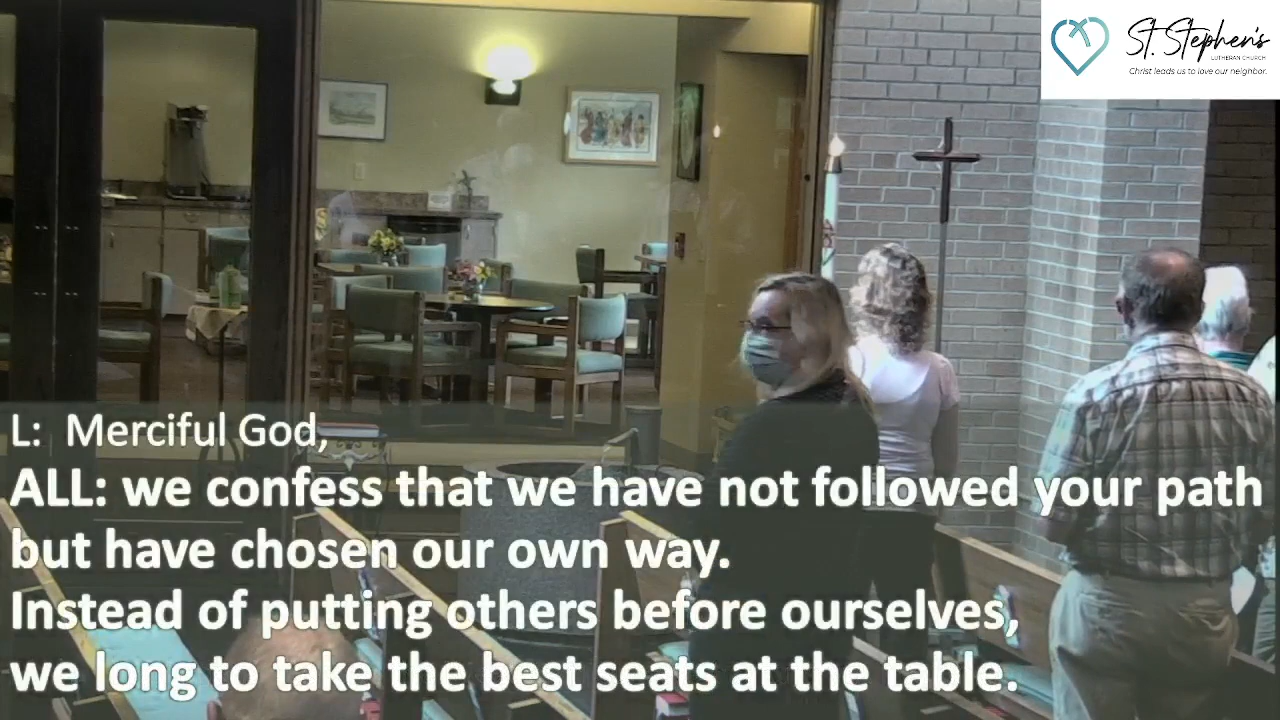 St. Stephen's
LUTHERAN CHURCH
Christ leads us to love our neighbor.
L: Merciful God,
ALL: we confess that we have not followed your path
but have chosen our own way.
Instead of putting others before ourselves,
we long to take the best seats at the table.